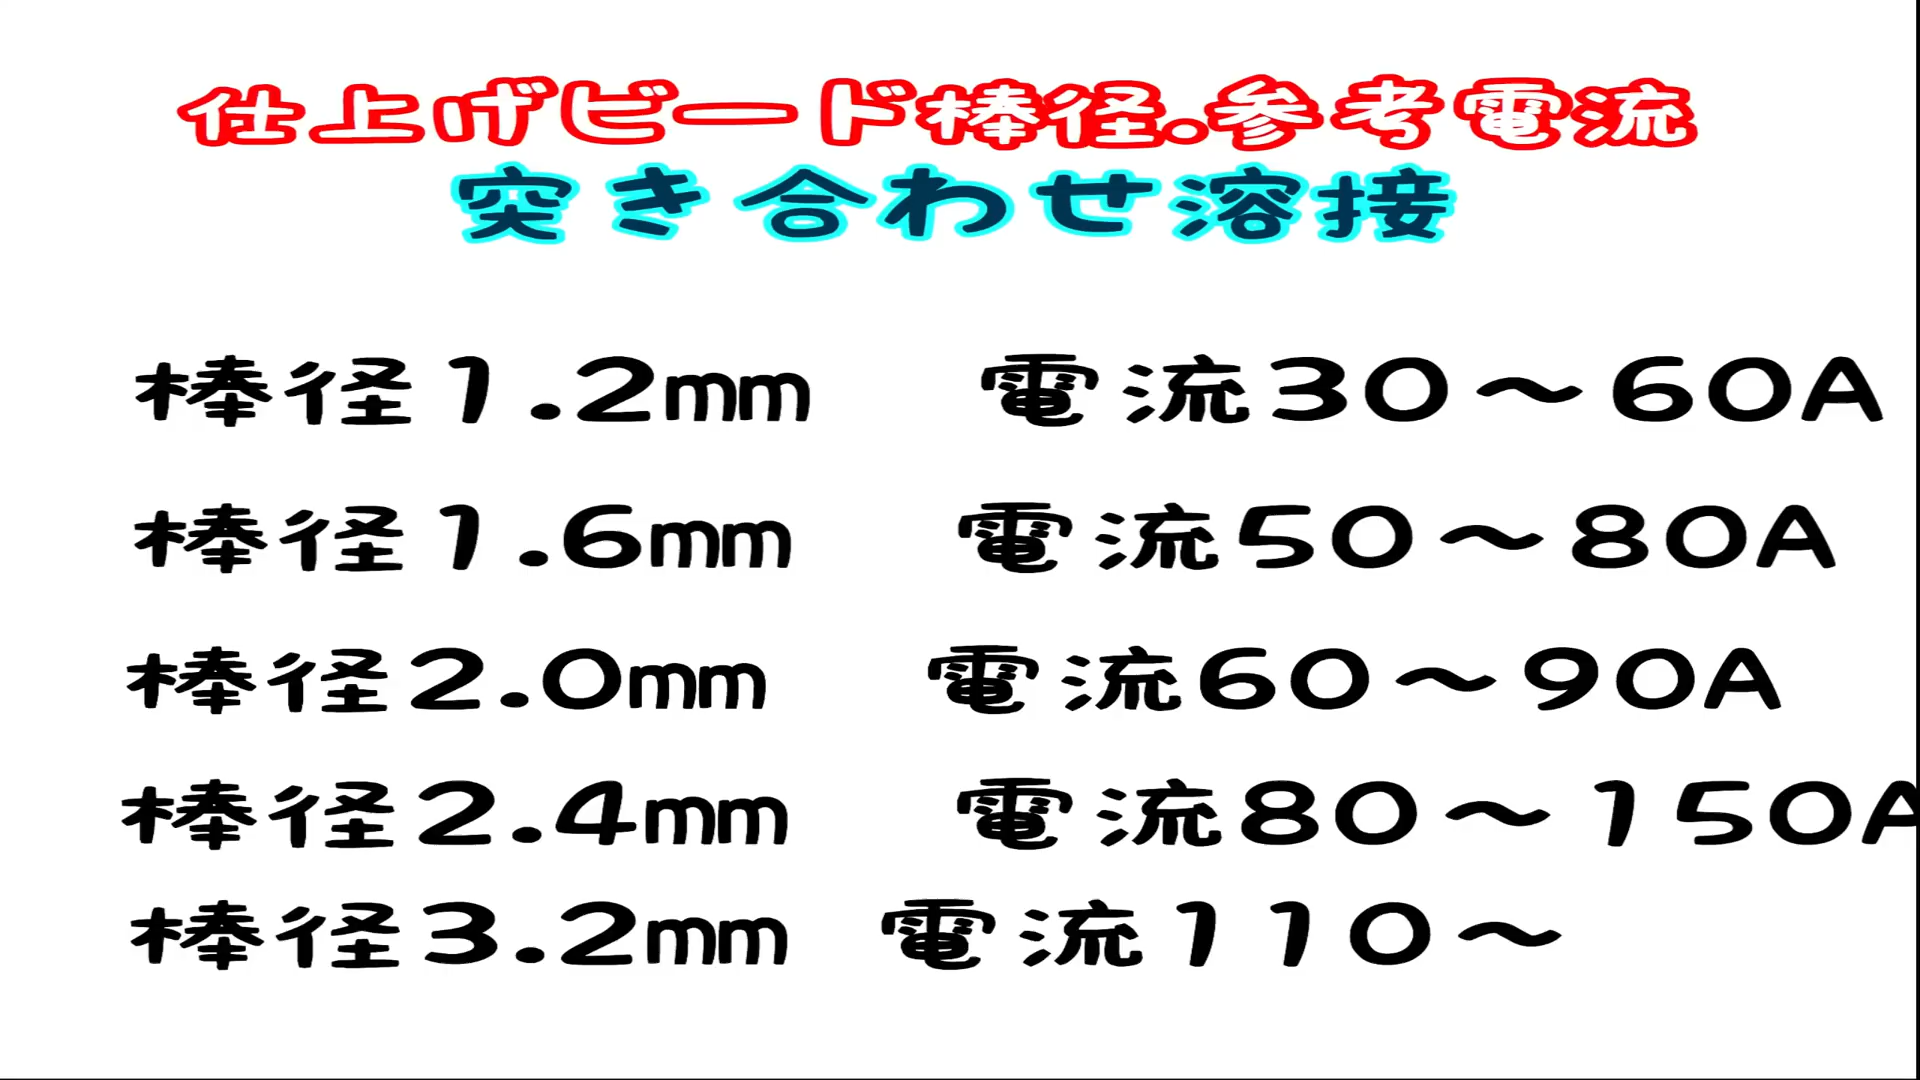 仕上げビード棒径.参考電流
突き合わせ溶接
棒径1.2mm 電流30～60A
棒径1.6mm 電流50～80A
棒径2.0mm 電流60～90A
棒径2.4mm 電流80～150A
棒径3.2mm 電流110～